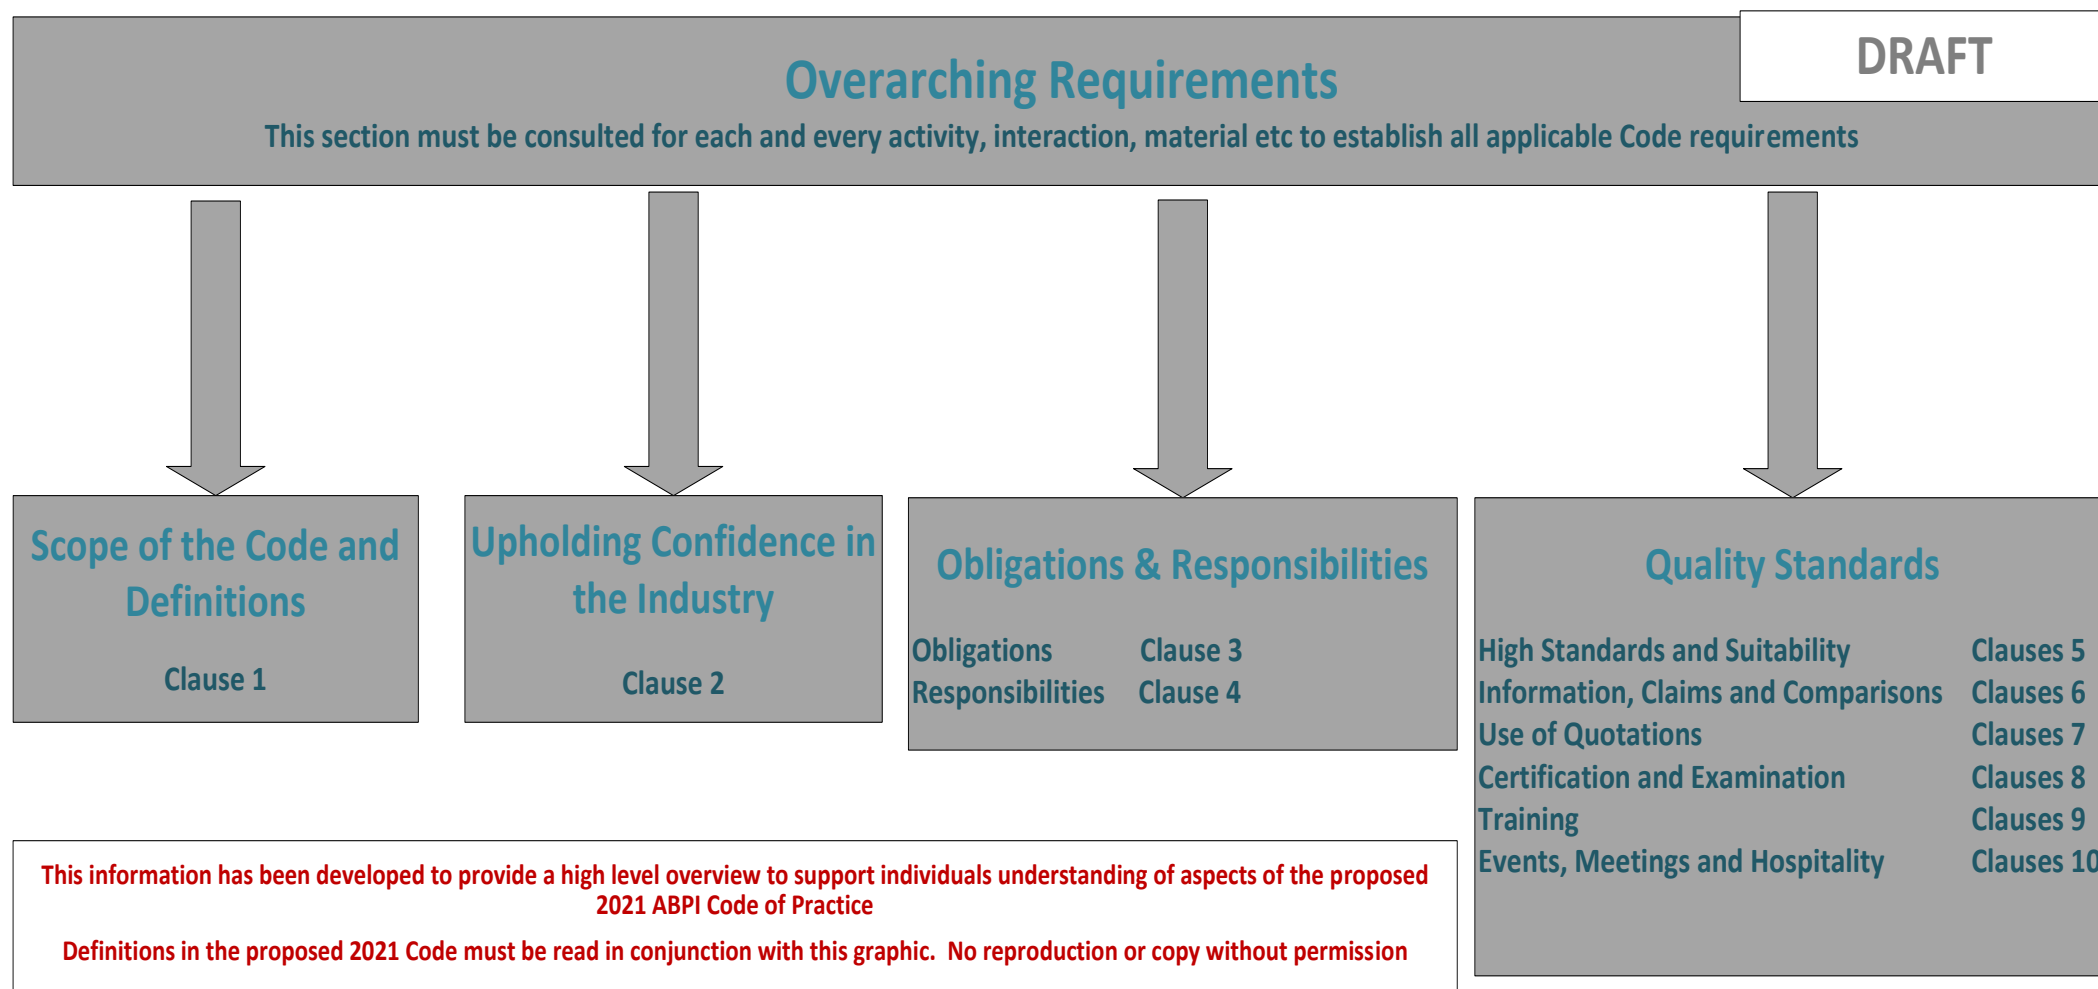 DRAFT
Overarching Requirements
This section must be consulted for each and every activity, interaction, material etc to establish all applicable Code requirements
Scope of the Code and
Definitions
Clause 1
Upholding Confidence in
the Industry
Clause 2
Obligations & Responsibilities
Obligations Clause 3
Responsibilities Clause 4
Quality Standards
High Standards and Suitability Clauses 5
Information, Claims and Comparisons Clauses 6
Use of Quotations Clauses 7
Certification and Examination Clauses 8
Training Clauses 9
Events, Meetings and Hospitality Clauses 10
This information has been developed to provide a high level overview to support individuals understanding of aspects of the proposed
2021 ABPI Code of Practice
Definitions in the proposed 2021 Code must be read in conjunction with this graphic. No reproduction or copy without permission